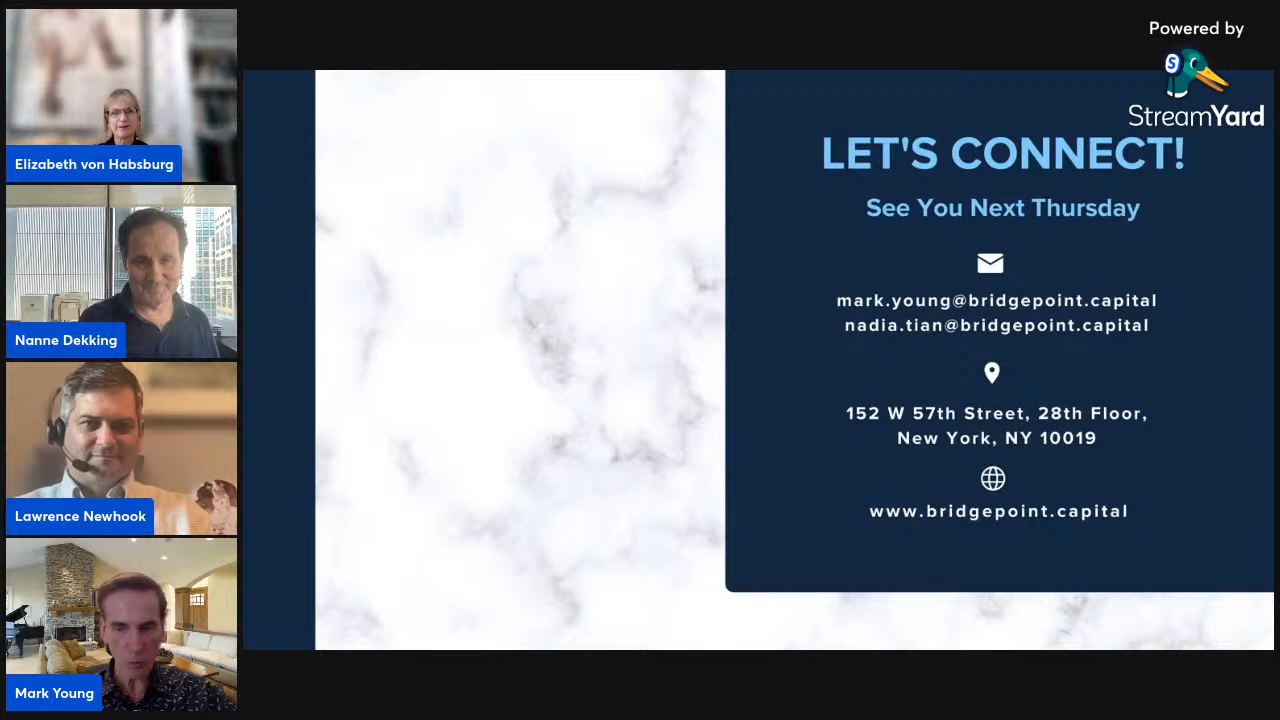 Powered by
S
StreamYard
Elizabeth von Habsburg
Nanne Dekking
Lawrence Newhook
Mark Young
LET'S CONNECT!
See You Next Thursday
mark.young@bridgepoint.capital
nadia.tian@bridgepoint.capital
152 W 57th Street, 28th Floor,
New York, NY 10019
www.bridgepoint.capital